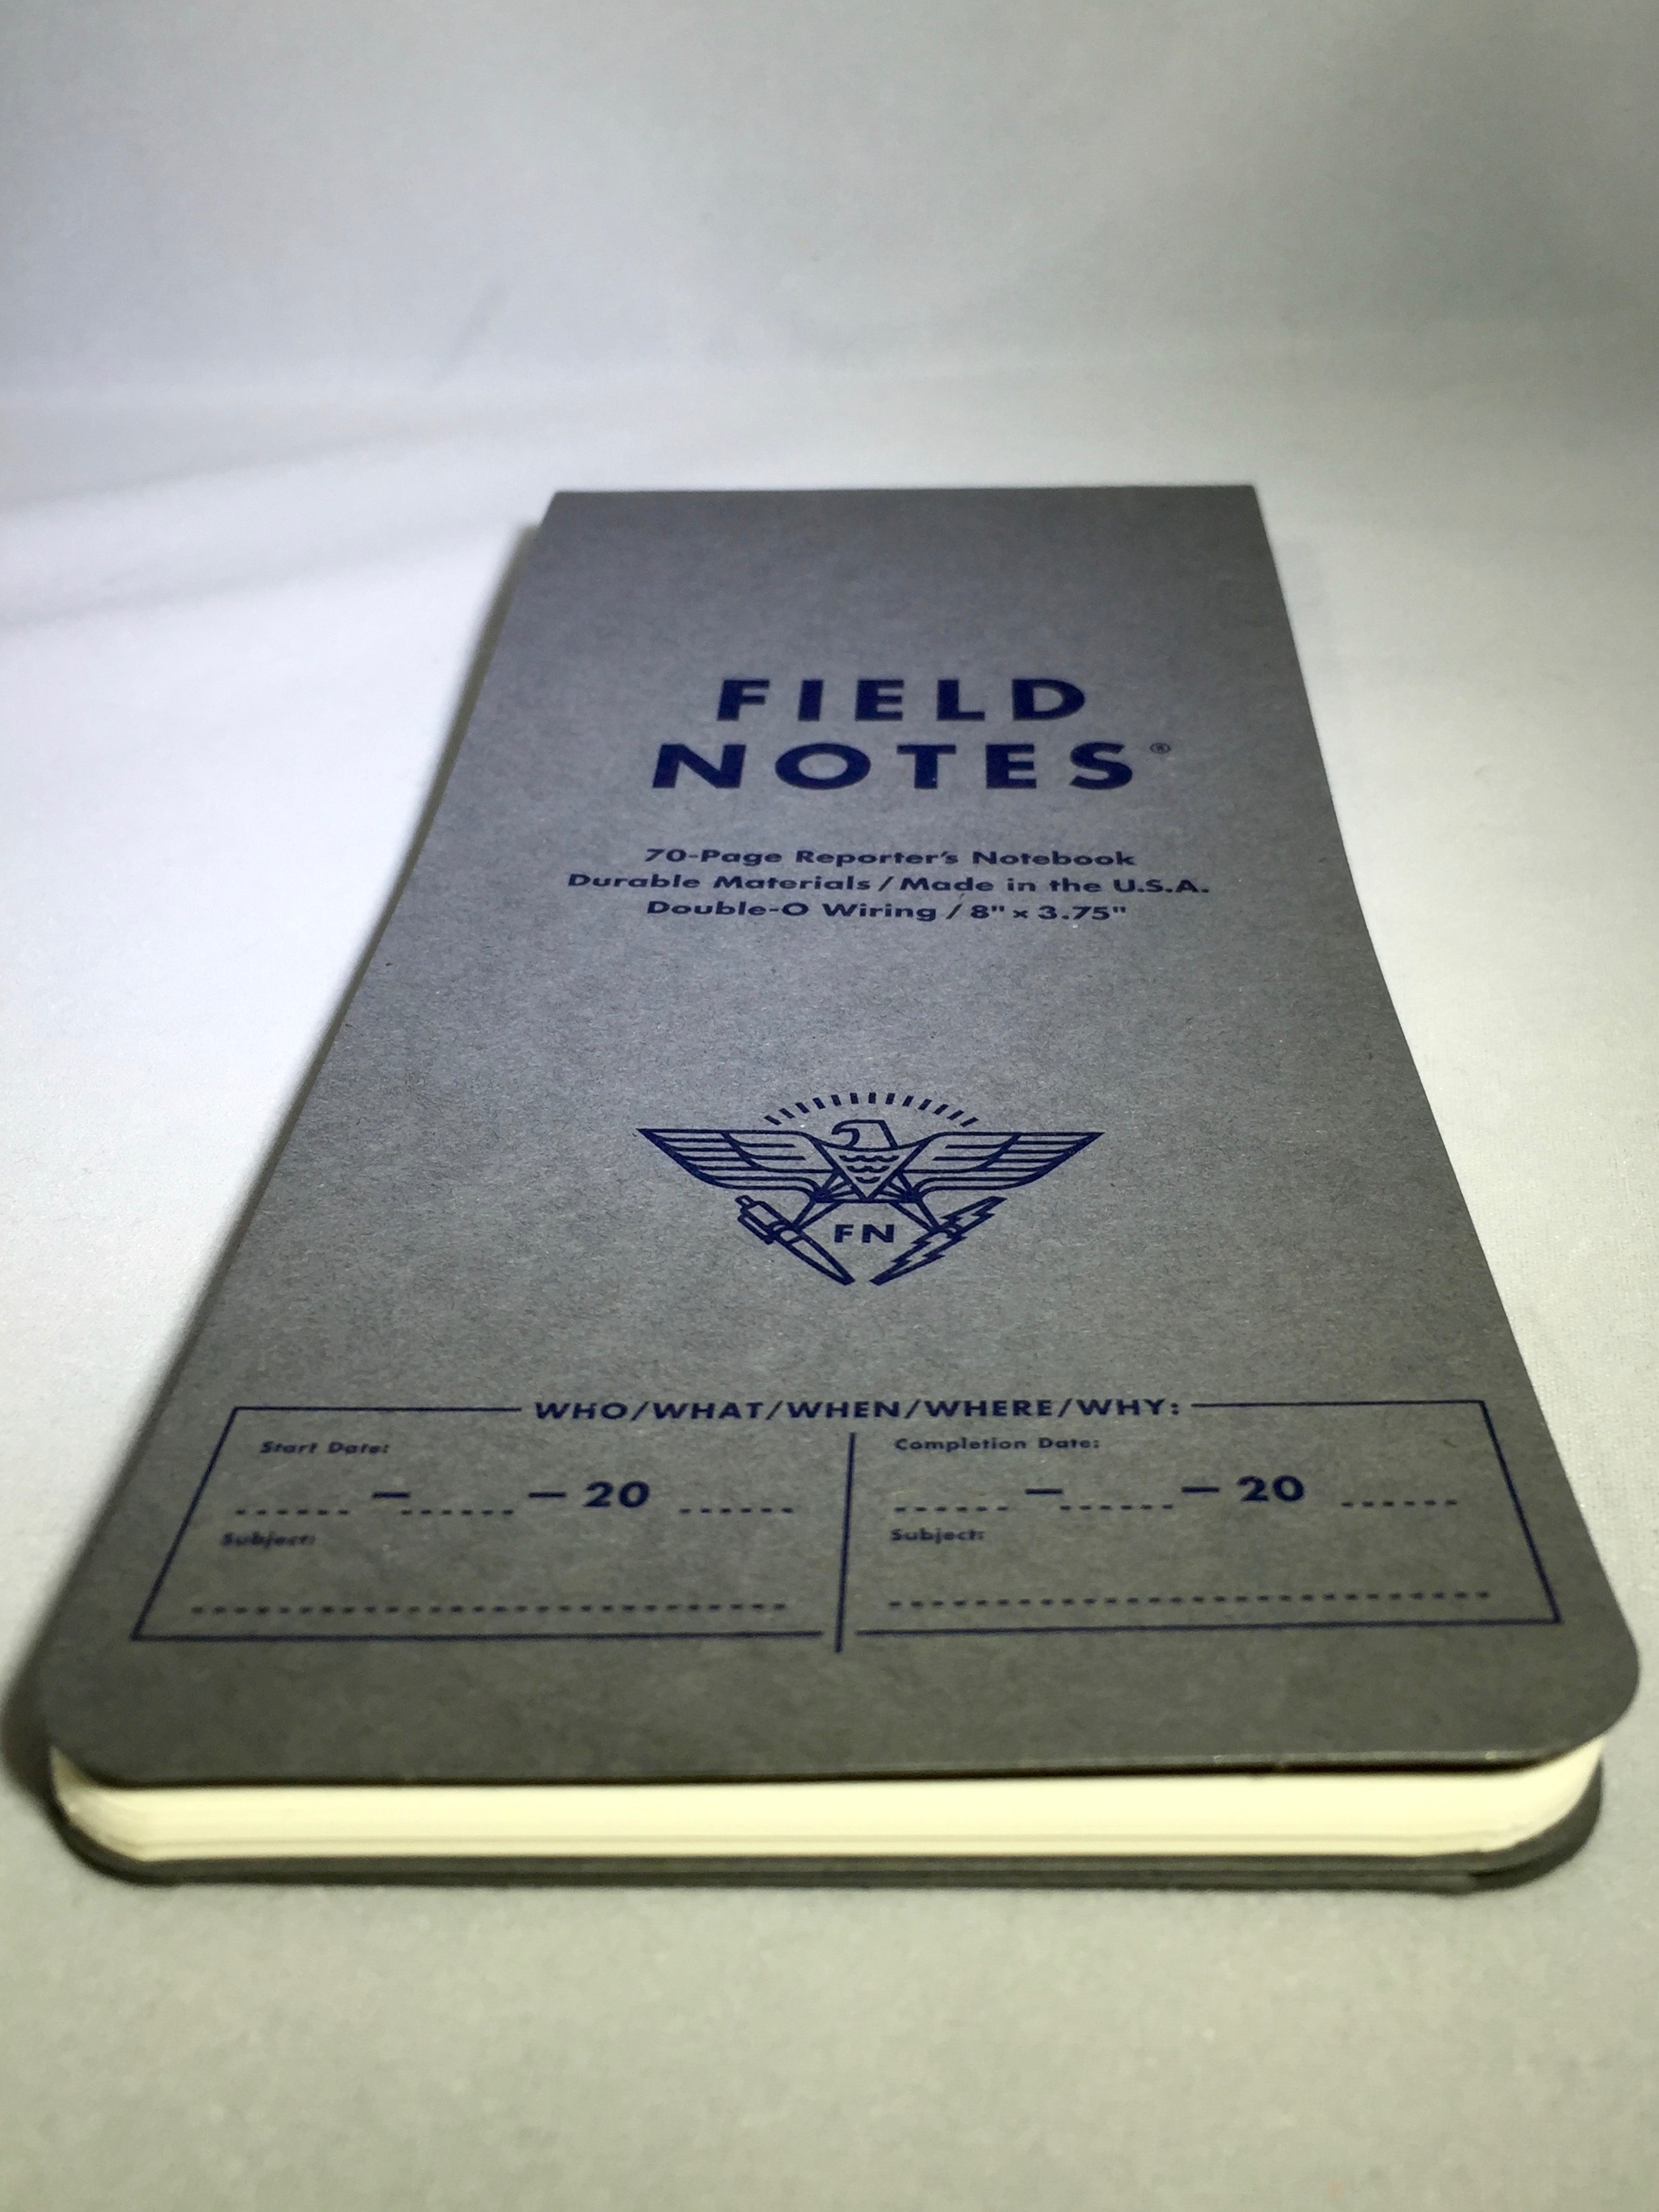 FIELD
NOTES®
70-Page Reporter's Notebook
Durable Materials / Made in the U.S.A.
Double-O Wiring / 8" x 3.75"
FN
WHO/WHAT/WHEN/WHERE/WHY:
Start Date: Completion Date:
– – 20 – – 20
Subject: Subject: